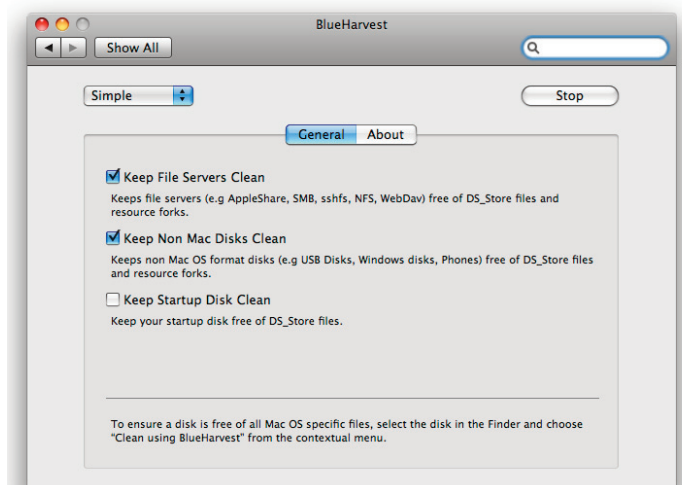 BlueHarvest
Show All
Simple
Stop
General About
Keep File Servers Clean
Keeps file servers (e.g AppleShare, SMB, sshfs, NFS, WebDav) free of DS_Store files and
resource forks.
Keep Non Mac Disks Clean
Keeps non Mac OS format disks (e.g USB Disks, Windows disks, Phones) free of DS_Store files
and resource forks.
Keep Startup Disk Clean
Keep your startup disk free of DS_Store files.
To ensure a disk is free of all Mac OS specific files, select the disk in the Finder and choose
"Clean using BlueHarvest" from the contextual menu.